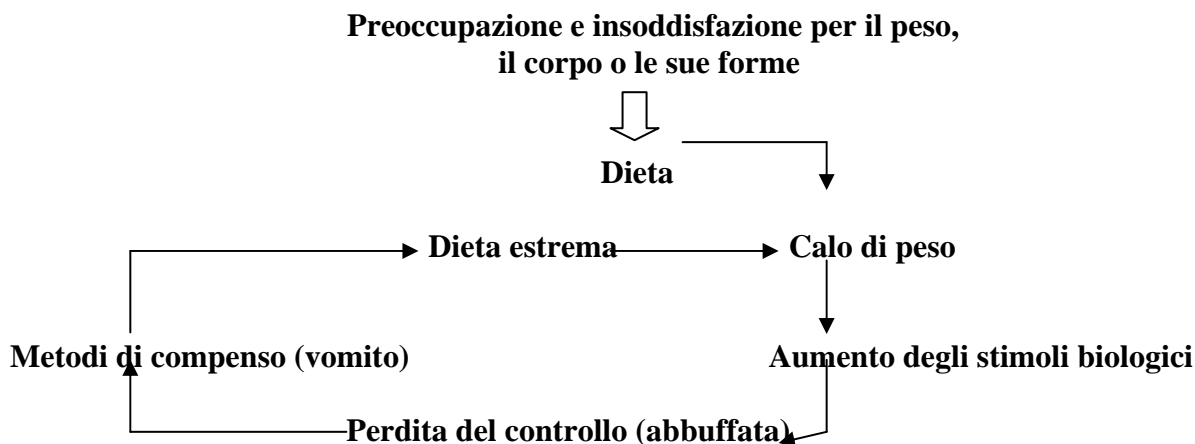 Preoccupazione e insoddisfazione per il peso,
il corpo o le sue forme
Dieta
Dieta estrema
Calo di peso
Metodi di compenso (vomito)
Aumento degli stimoli biologici
Perdita del controllo (abbuffata)